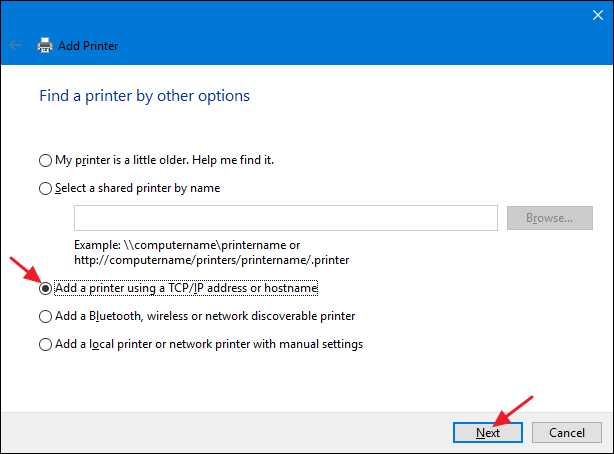 Add Printer
Find a printer by other options
My printer is a little older. Help me find it.
Select a shared printer by name
Browse...
Example: \\computername\printername or
http://computername/printers/printername/.printer
Add a printer using a TCP/IP address or hostname
Add a Bluetooth, wireless or network discoverable printer
Add a local printer or network printer with manual settings
Next
Cancel